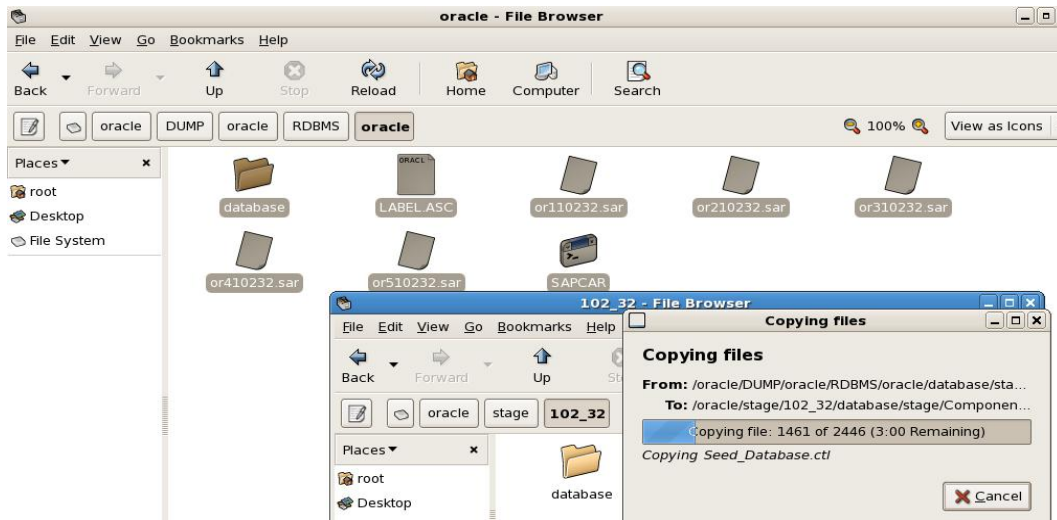 oracle - File Browser
File Edit View Go Bookmarks Help
Back Forward Up Stop Reload Home Computer Search
oracle DUMP oracle RDBMS oracle 100% View as Icons
Places
root
Desktop
File System
database LABEL.ASC or110232.sar or210232.sar or310232.sar
ORACL
or410232.sar or510232.sar SAPCAR
102_32 - File Browser
File Edit View Go Bookmarks Help
Back Forward Up
oracle stage 102_32
Places
root
Desktop
database
Copying files
Copying files
From: /oracle/DUMP/oracle/RDBMS/oracle/database/sta...
To: /oracle/stage/102_32/database/stage/Componen...
Copying file: 1461 of 2446 (3:00 Remaining)
Copying Seed_Database.ctl
Cancel